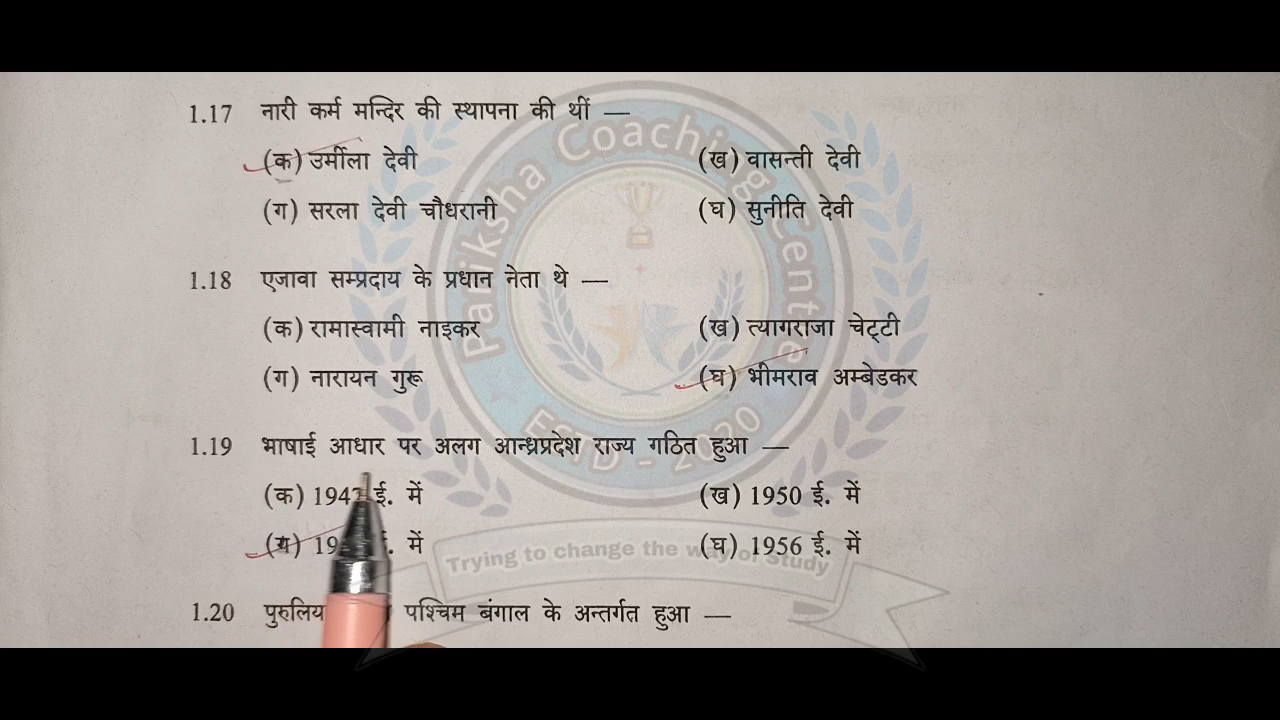 1.17 नारी कर्म मन्दिर की स्थापना की थीं —
(क) उर्मीला देवी (ख) वासन्ती देवी
(ग) सरला देवी चौधरानी (घ) सुनीति देवी
1.18 एजावा सम्प्रदाय के प्रधान नेता थे —
(क) रामास्वामी नाइकर (ख) त्यागराजा चेट्टी
(ग) नारायन गुरू (घ) भीमराव अम्बेडकर
1.19 भाषाई आधार पर अलग आन्ध्रप्रदेश राज्य गठित हुआ —
(क) ई. में (ख) 1950 ई. में
(ग) ई. में (घ) 1956 ई. में
1.20 पश्चिम बंगाल के अन्तर्गत हुआ —
Pariksha Coaching Centre
ESTD - 2020
Trying to change the way of Study